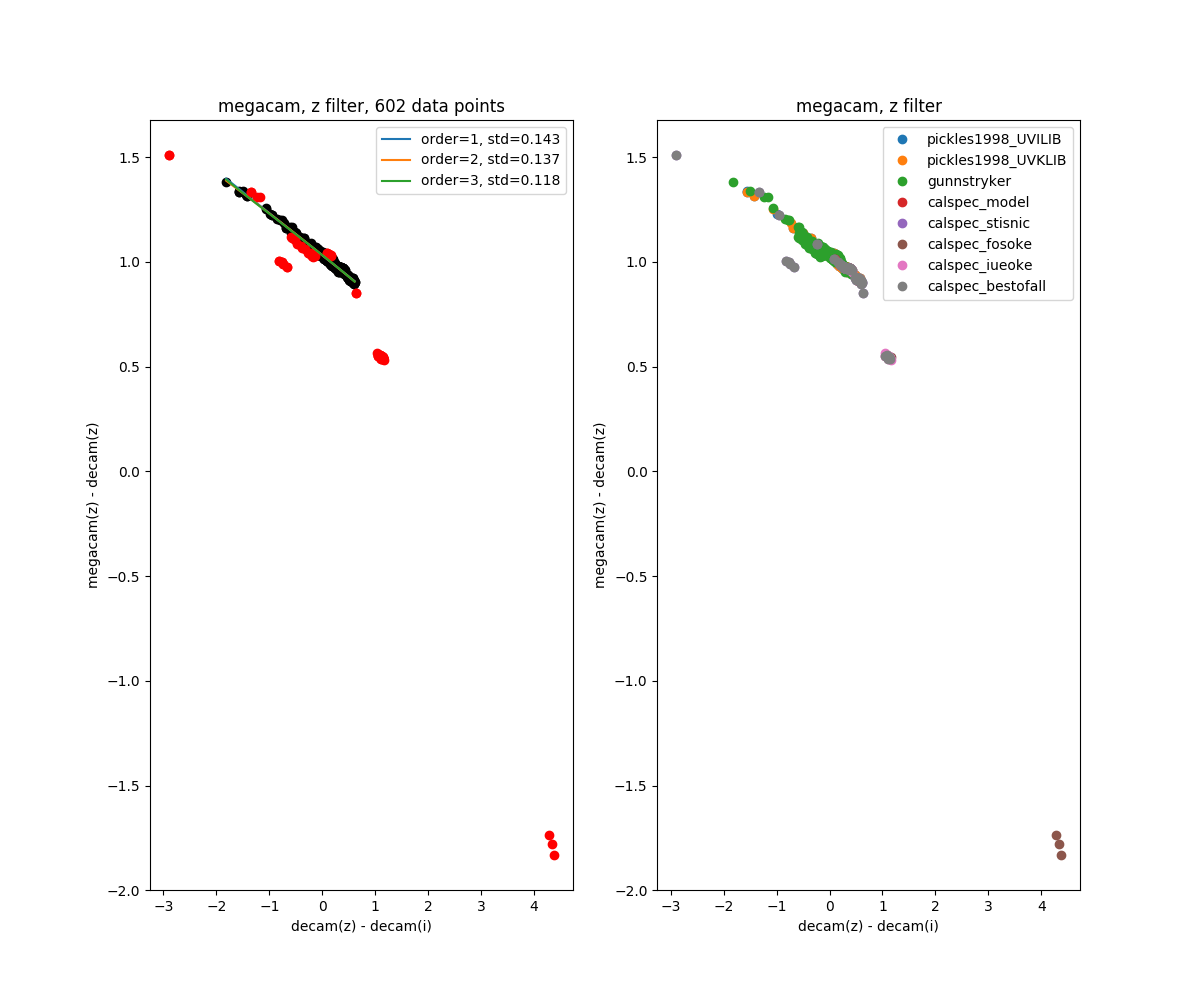 megacam, z filter, 602 data points
order=1, std=0.143
order=2, std=0.137
order=3, std=0.118
1.5
1.0
0.5
0.0
−0.5
−1.0
−1.5
−2.0
megacam(z) - decam(z)
−3 −2 −1 0 1 2 3 4
decam(z) - decam(i)
megacam, z filter
pickles1998_UVILIB
pickles1998_UVKLIB
gunnstryker
calspec_model
calspec_stisnic
calspec_fosoke
calspec_iueoke
calspec_bestofall
1.5
1.0
0.5
0.0
−0.5
−1.0
−1.5
−2.0
megacam(z) - decam(z)
−3 −2 −1 0 1 2 3 4
decam(z) - decam(i)